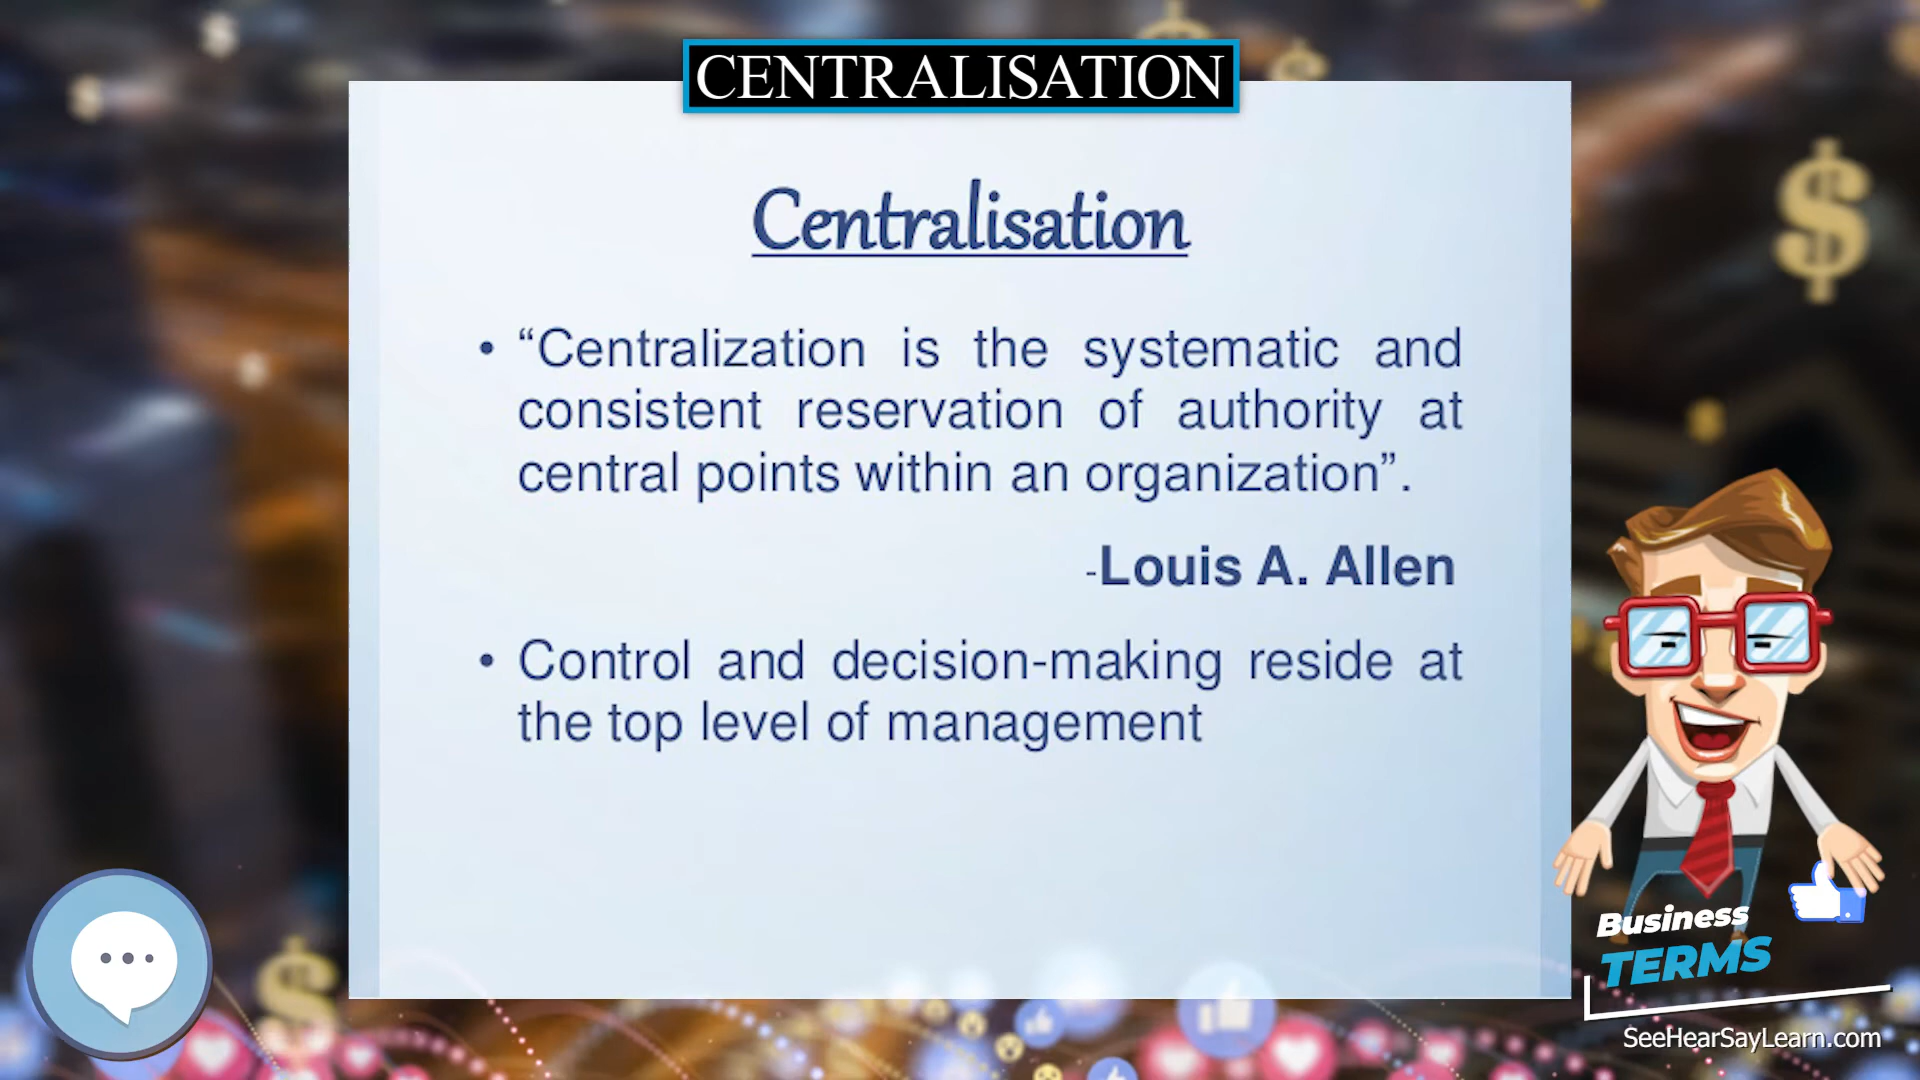 CENTRALISATION
Centralisation
• “Centralization is the systematic and
consistent reservation of authority at
central points within an organization”.
-Louis A. Allen
• Control and decision-making reside at
the top level of management
Business
TERMS
SeeHearSayLearn.com